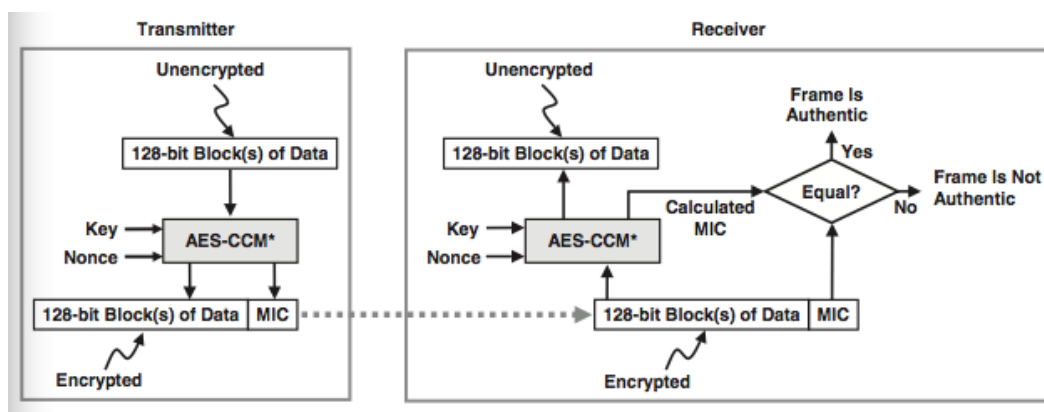 Transmitter
Unencrypted
128-bit Block(s) of Data
Key
Nonce
AES-CCM*
128-bit Block(s) of Data
MIC
Encrypted
Receiver
Unencrypted
128-bit Block(s) of Data
Key
Nonce
AES-CCM*
Calculated
MIC
Frame Is
Authentic
Yes
Equal?
No
Frame Is Not
Authentic
128-bit Block(s) of Data
MIC
Encrypted